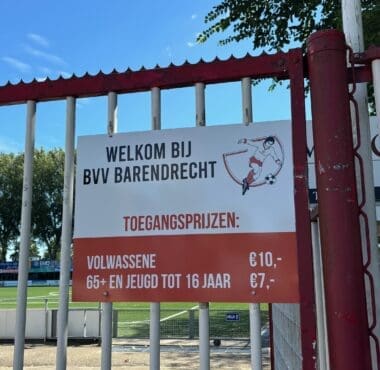 WELKOM BIJ
BVV BARENDRECHT
TOEGANGSPRIJZEN:
VOLWASSENE €10,-
65+ EN JEUGD TOT 16 JAAR €7,-